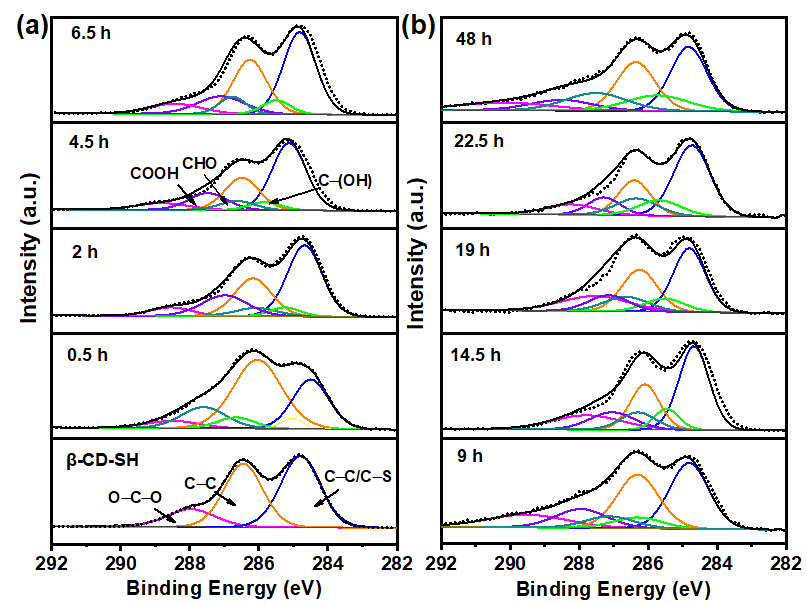 (a)
6.5 h
4.5 h
COOH
CHO
C–(OH)
2 h
0.5 h
β-CD-SH
O–C–O
C–C
C–C/C–S
Intensity (a.u.)
292 290 288 286 284 282
Binding Energy (eV)
(b)
48 h
22.5 h
19 h
14.5 h
9 h
Intensity (a.u.)
292 290 288 286 284 282
Binding Energy (eV)